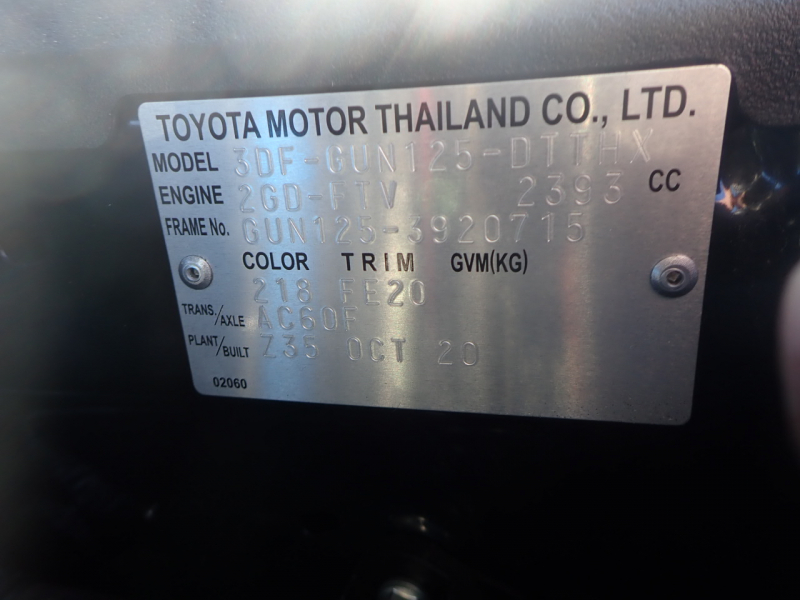 TOYOTA MOTOR THAILAND CO., LTD.
MODEL 3DF-GUN125-DTTHX
ENGINE 2GD-FTV 2393 CC
FRAME No. GUN125-3920715
COLOR TRIM GVM(KG)
218 FE20
TRANS./AXLE AC60F
PLANT/BUILT Z35 OCT 20
02060